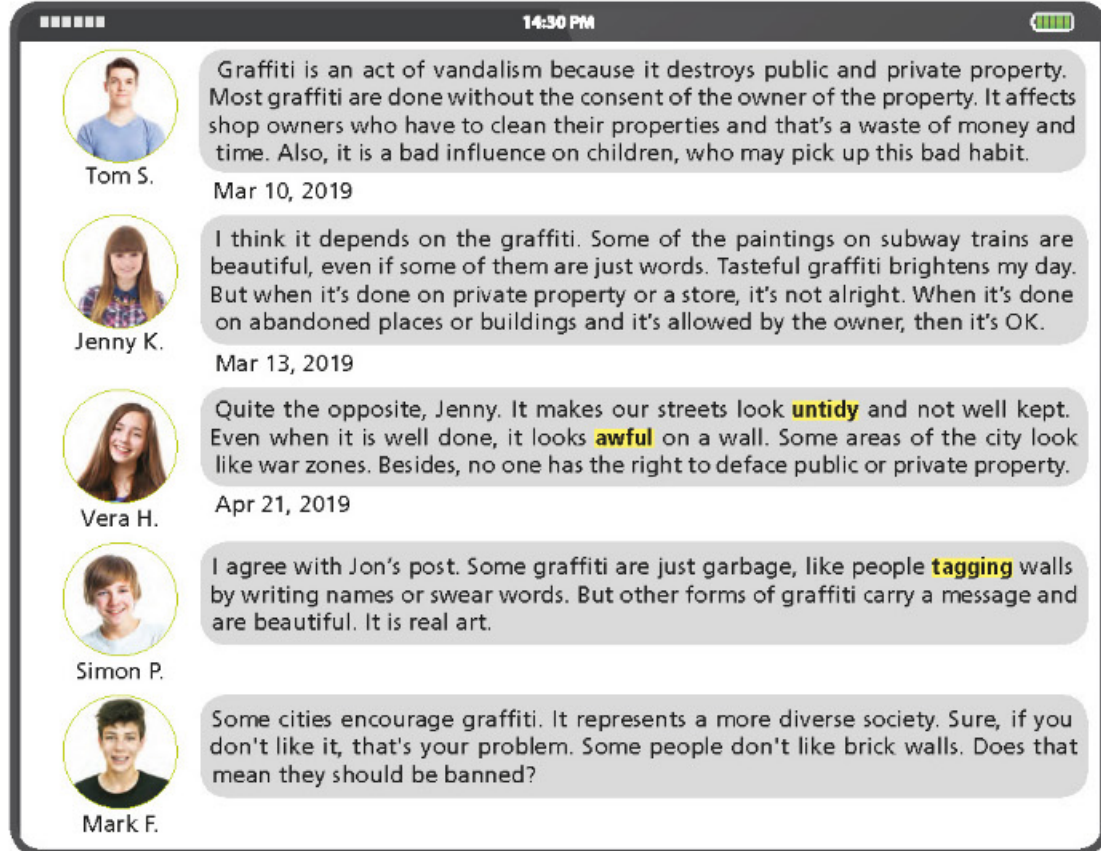 14:30 PM
Graffiti is an act of vandalism because it destroys public and private property.
Most graffiti are done without the consent of the owner of the property. It affects
shop owners who have to clean their properties and that's a waste of money and
time. Also, it is a bad influence on children, who may pick up this bad habit.
Tom S.
Mar 10, 2019
I think it depends on the graffiti. Some of the paintings on subway trains are
beautiful, even if some of them are just words. Tasteful graffiti brightens my day.
But when it's done on private property or a store, it's not alright. When it's done
on abandoned places or buildings and it's allowed by the owner, then it's OK.
Jenny K.
Mar 13, 2019
Quite the opposite, Jenny. It makes our streets look untidy and not well kept.
Even when it is well done, it looks awful on a wall. Some areas of the city look
like war zones. Besides, no one has the right to deface public or private property.
Vera H.
Apr 21, 2019
I agree with Jon's post. Some graffiti are just garbage, like people tagging walls
by writing names or swear words. But other forms of graffiti carry a message and
are beautiful. It is real art.
Simon P.
Some cities encourage graffiti. It represents a more diverse society. Sure, if you
don't like it, that's your problem. Some people don't like brick walls. Does that
mean they should be banned?
Mark F.